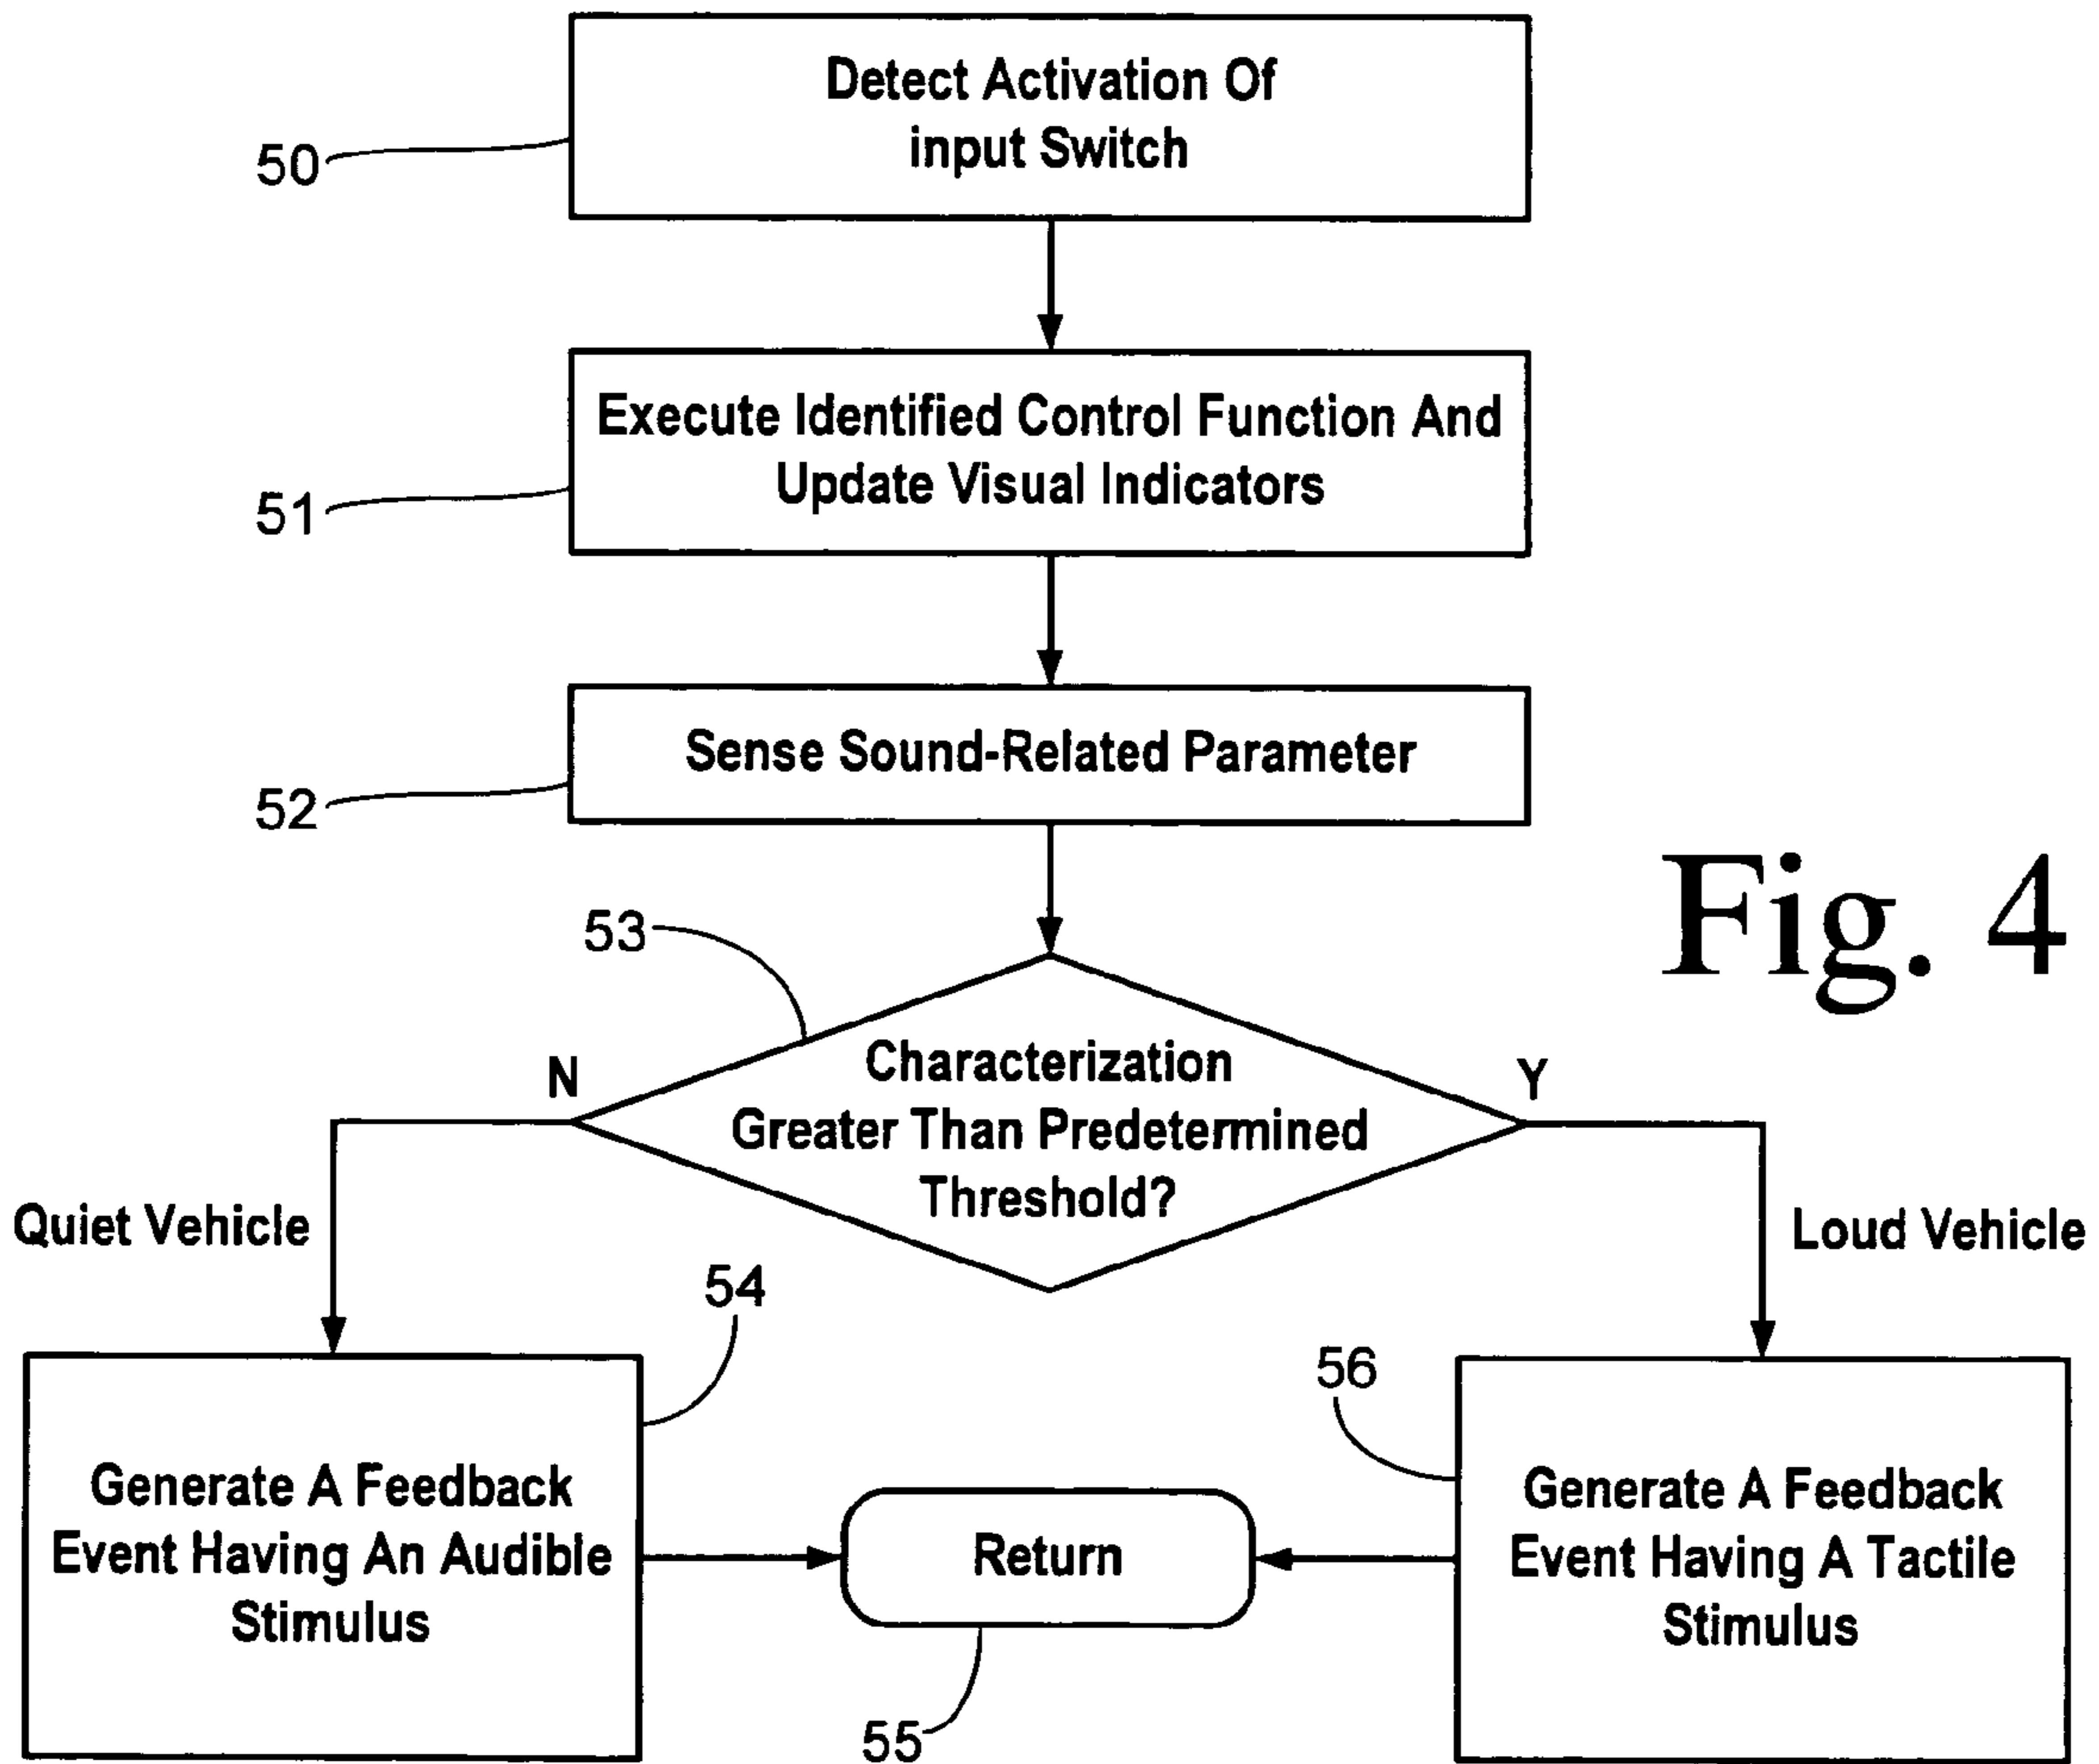 Detect Activation Of
input Switch
50
Execute Identified Control Function And
Update Visual Indicators
51
Sense Sound-Related Parameter
52
Fig. 4
53
Characterization
Greater Than Predetermined
Threshold?
N
Y
Quiet Vehicle
Loud Vehicle
54
56
Generate A Feedback
Event Having An Audible
Stimulus
Return
Generate A Feedback
Event Having A Tactile
Stimulus
55